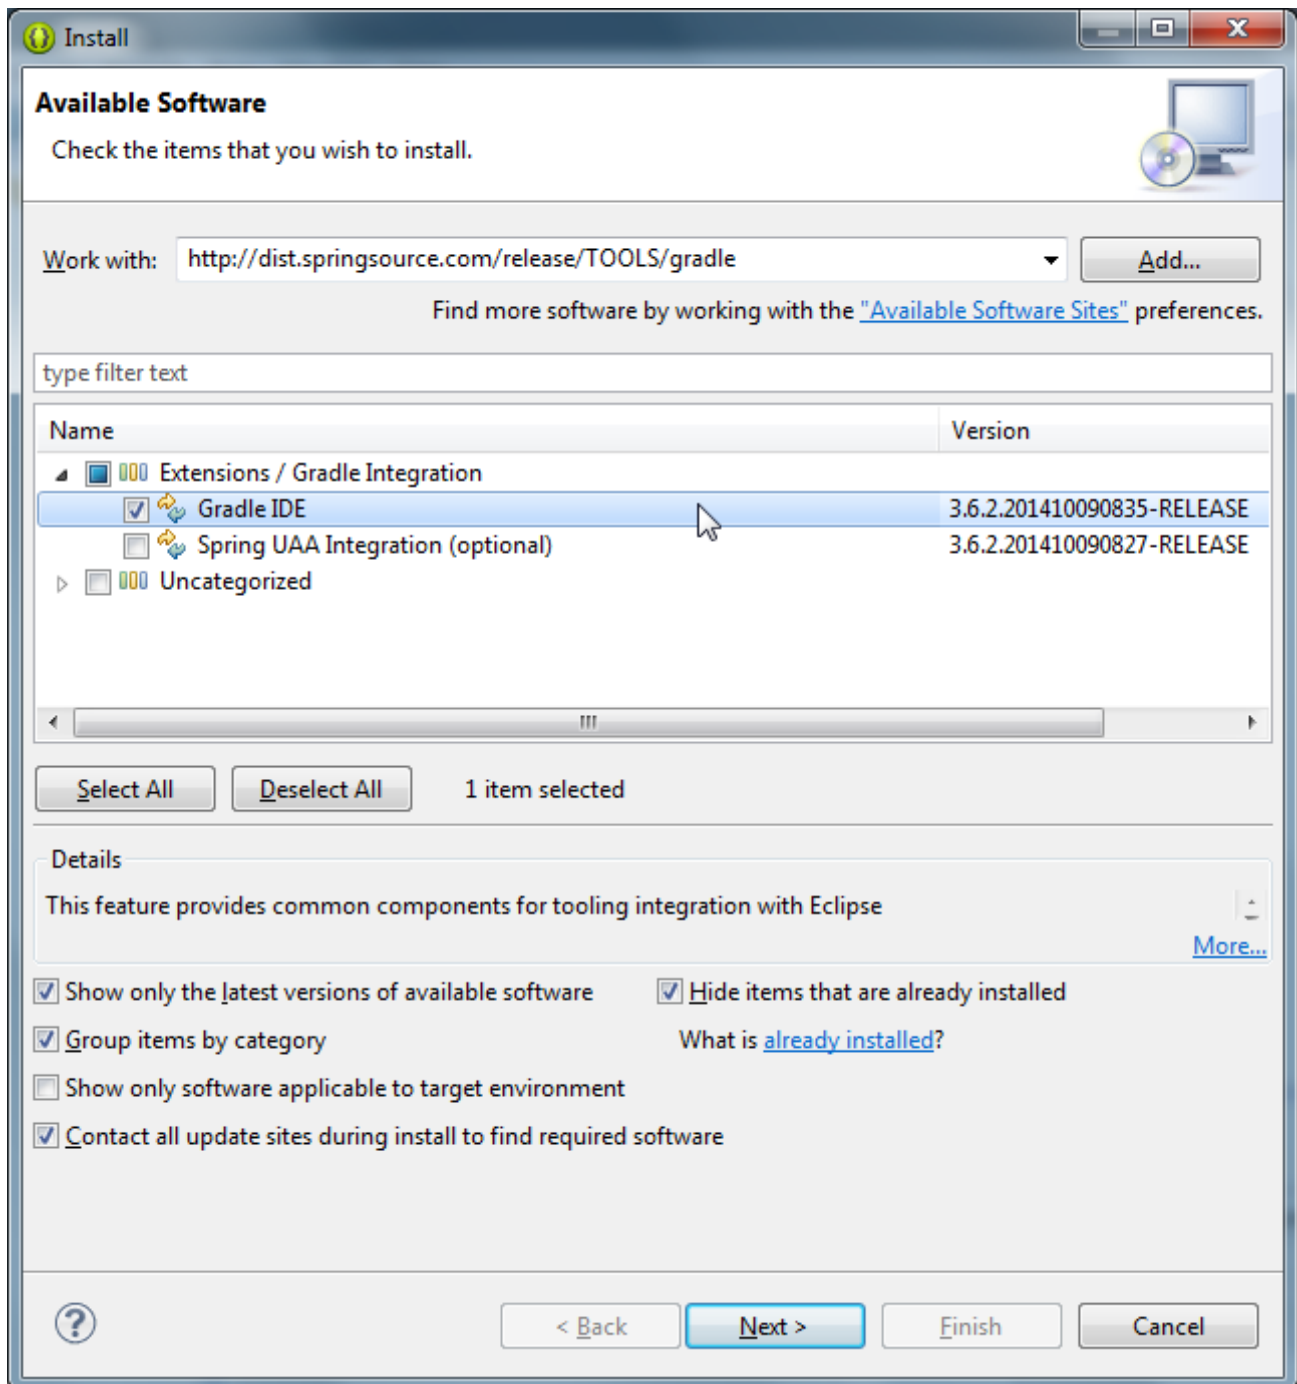 Install
Available Software
Check the items that you wish to install.
Work with: http://dist.springsource.com/release/TOOLS/gradle Add...
Find more software by working with the "Available Software Sites" preferences.
type filter text
Name Version
Extensions / Gradle Integration
Gradle IDE 3.6.2.201410090835-RELEASE
Spring UAA Integration (optional) 3.6.2.201410090827-RELEASE
Uncategorized
Select All Deselect All 1 item selected
Details
This feature provides common components for tooling integration with Eclipse
More...
Show only the latest versions of available software Hide items that are already installed
Group items by category What is already installed?
Show only software applicable to target environment
Contact all update sites during install to find required software
? < Back Next > Finish Cancel